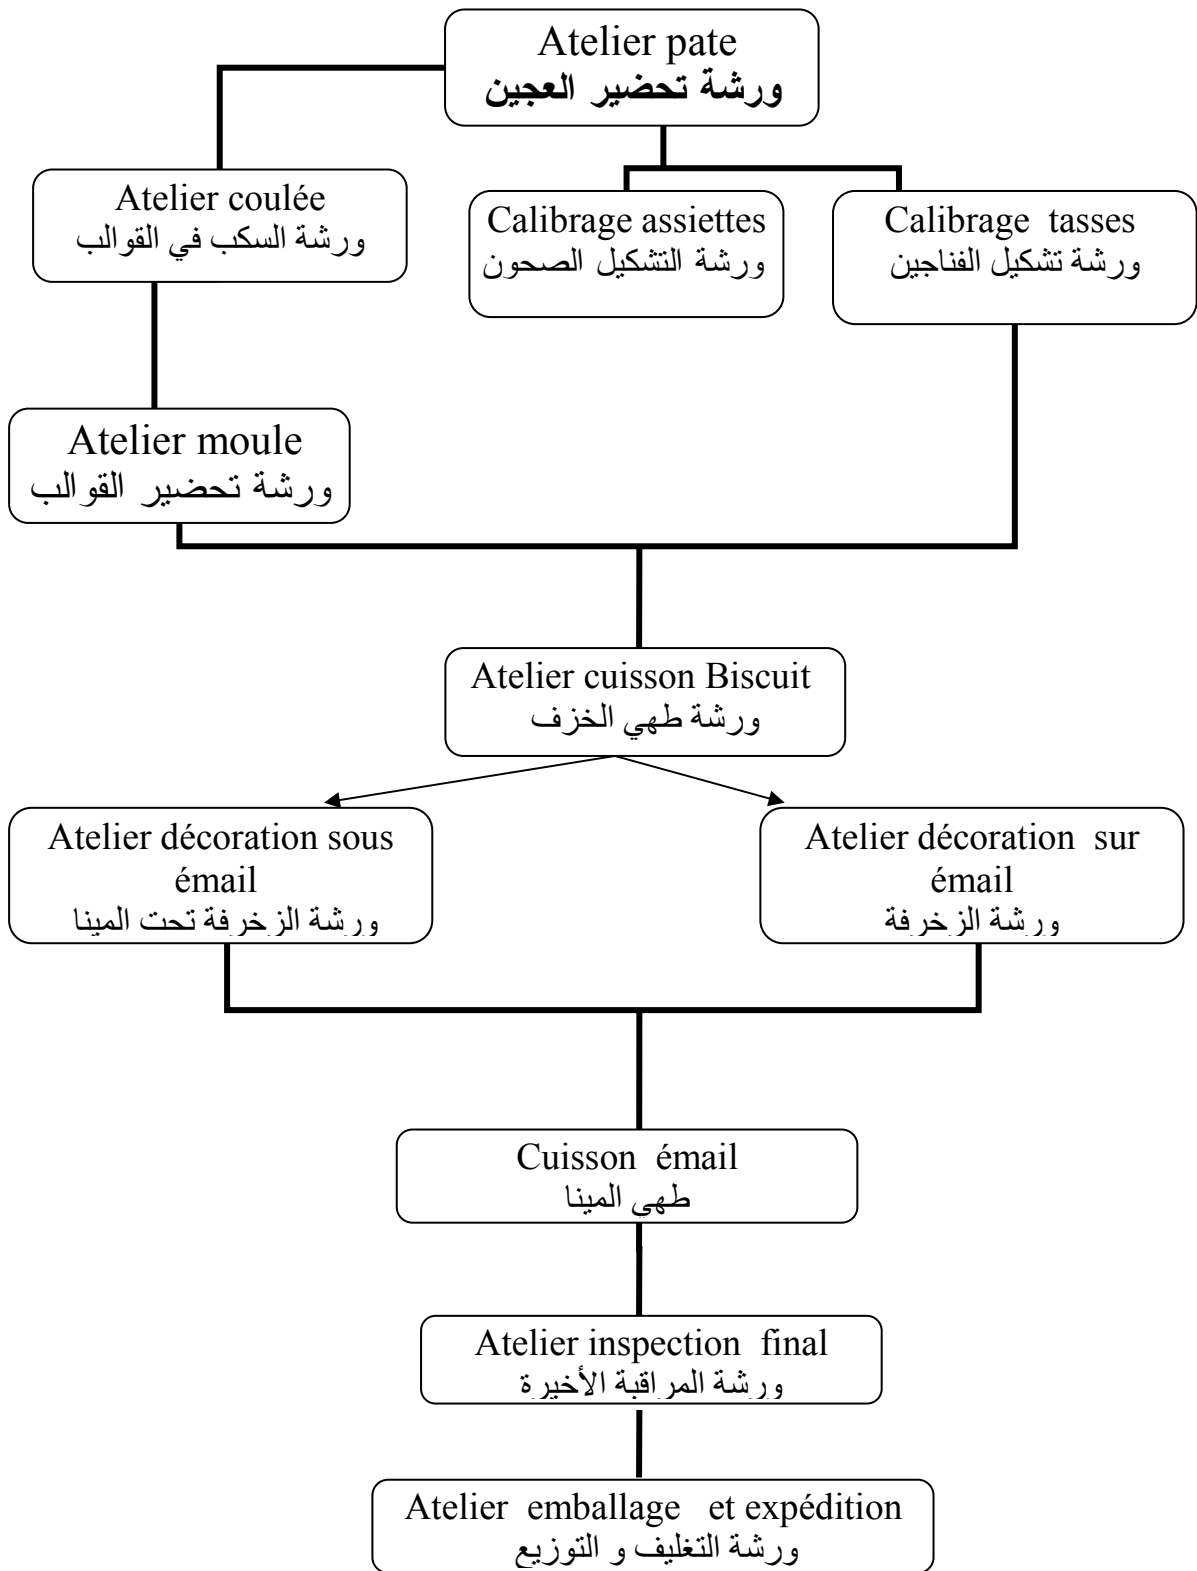 Atelier pate
ورشة تحضير العجين
Atelier coulée
ورشة السكب في القوالب
Calibrage assiettes
ورشة التشكيل الصحون
Calibrage tasses
ورشة تشكيل الفناجين
Atelier moule
ورشة تحضير القوالب
Atelier cuisson Biscuit
ورشة طهي الخزف
Atelier décoration sous
émail
ورشة الزخرفة تحت المينا
Atelier décoration sur
émail
ورشة الزخرفة
Cuisson émail
طهي المينا
Atelier inspection final
ورشة المراقبة الأخيرة
Atelier emballage et expédition
ورشة التغليف و التوزيع